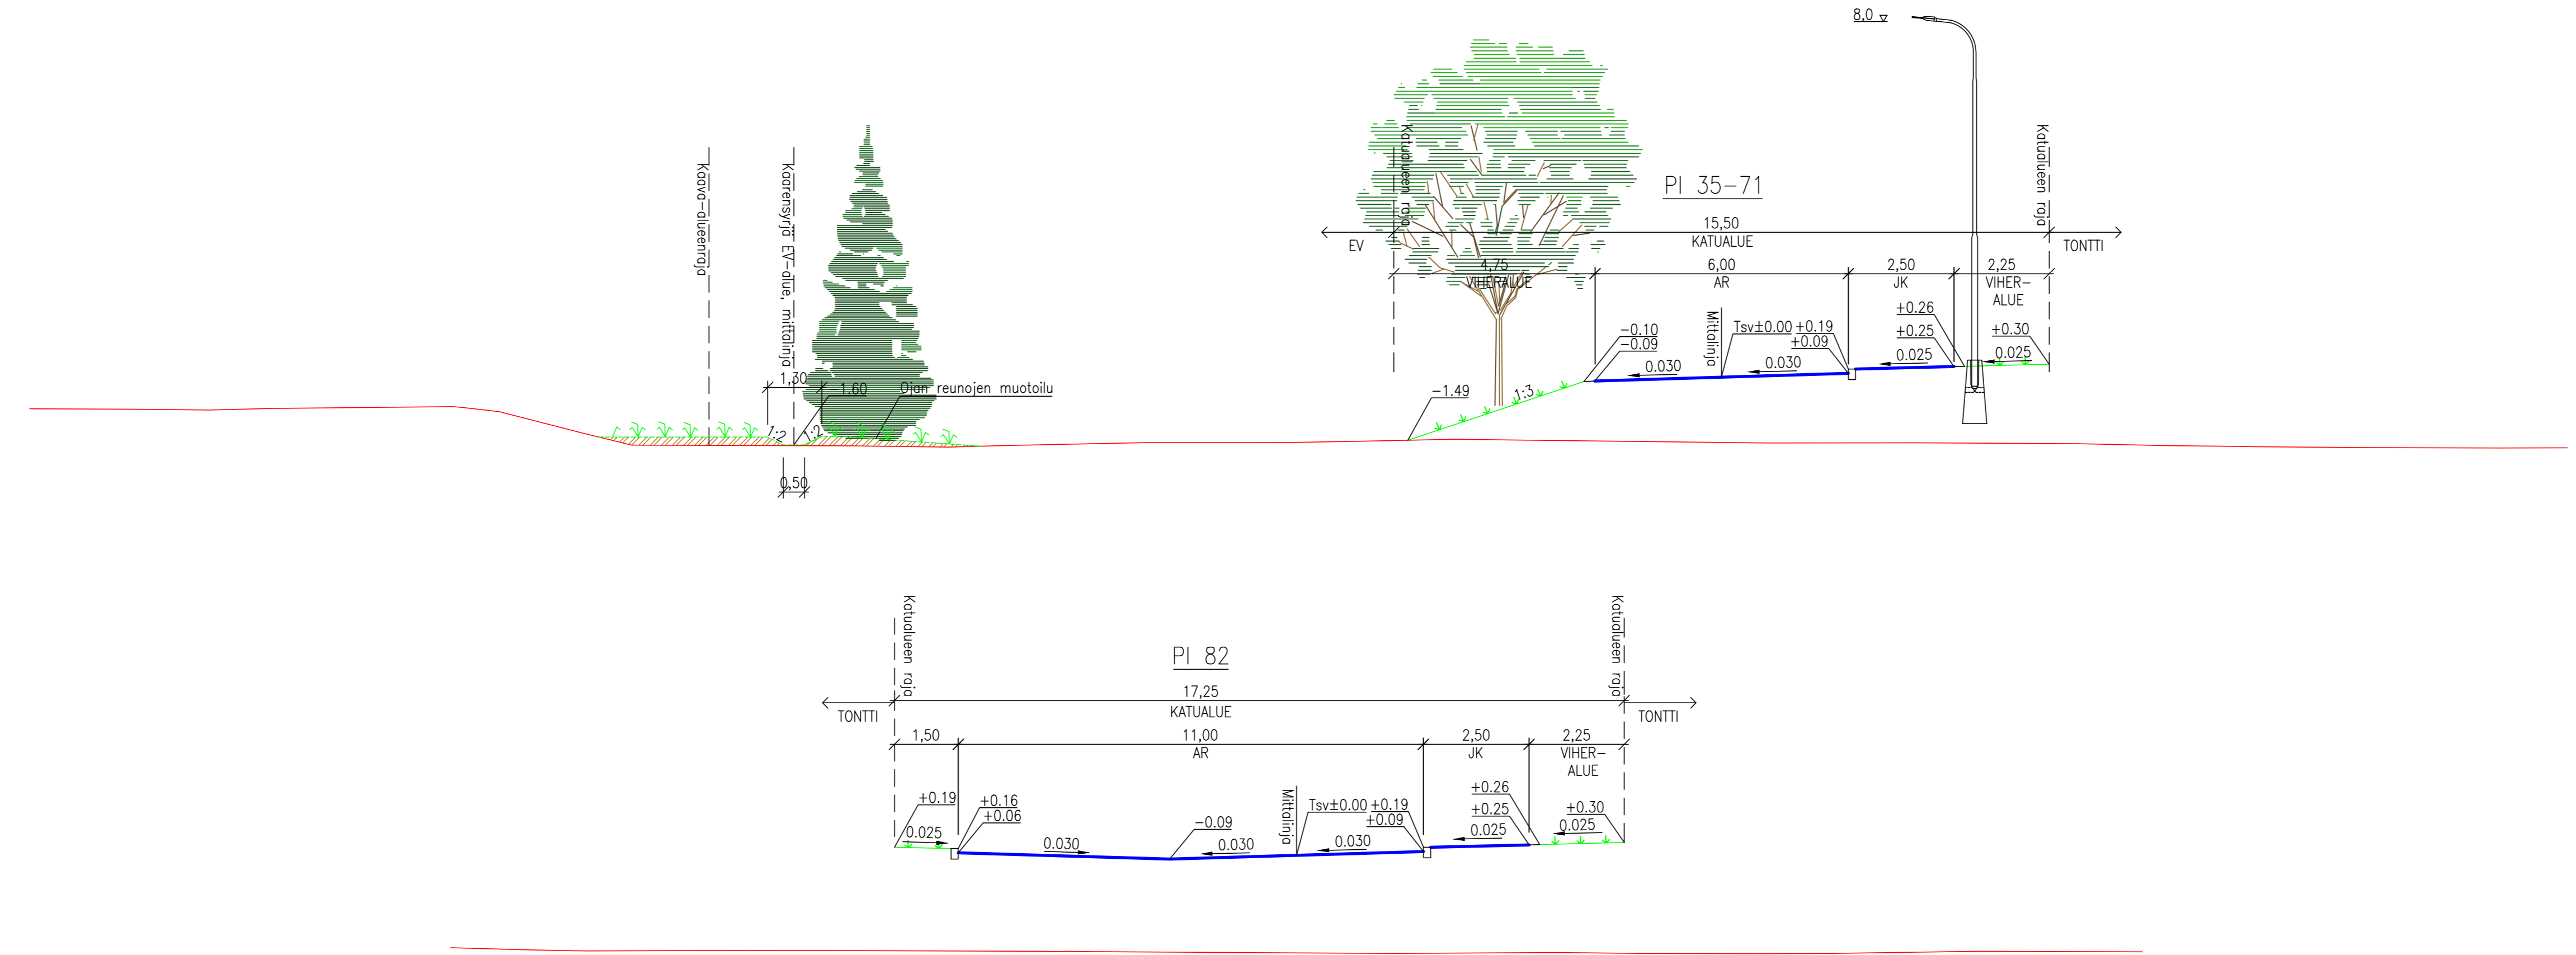 8,0
Kaava-alueenraja
Kaarensyrjä EV-alue, mittalinja
Katualueen raja
Katualueen raja
PI 35-71
15,50
EV
KATUALUE
TONTTI
4,75
6,00
2,50
2,25
VIHERALUE
AR
JK
VIHER-
ALUE
Mittalinja
+0.26
-0.10
Tsv±0.00 +0.19
+0.25
+0.30
-0.09
+0.09
0.025
0.025
0.030
0.030
1,30
-1.60
Ojan reunojen muotoilu
-1.49
1:3
1:2
1:2
0,50
Katualueen raja
Katualueen raja
PI 82
17,25
TONTTI
KATUALUE
TONTTI
1,50
11,00
2,50
2,25
AR
JK
VIHER-
ALUE
Mittalinja
+0.26
+0.19
+0.16
Tsv±0.00 +0.19
+0.25
+0.30
+0.06
-0.09
+0.09
0.025
0.025
0.025
0.030
0.030
0.030